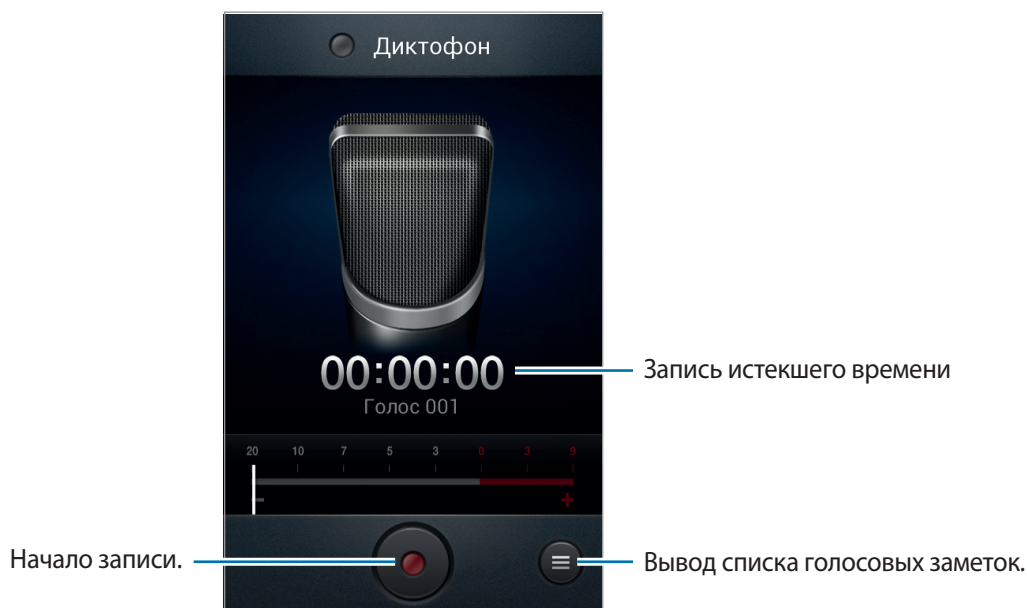 Диктофон
00:00:00
Запись истекшего времени
Голос 001
20 10 7 5 3 0 3 9
− +
Начало записи.
Вывод списка голосовых заметок.